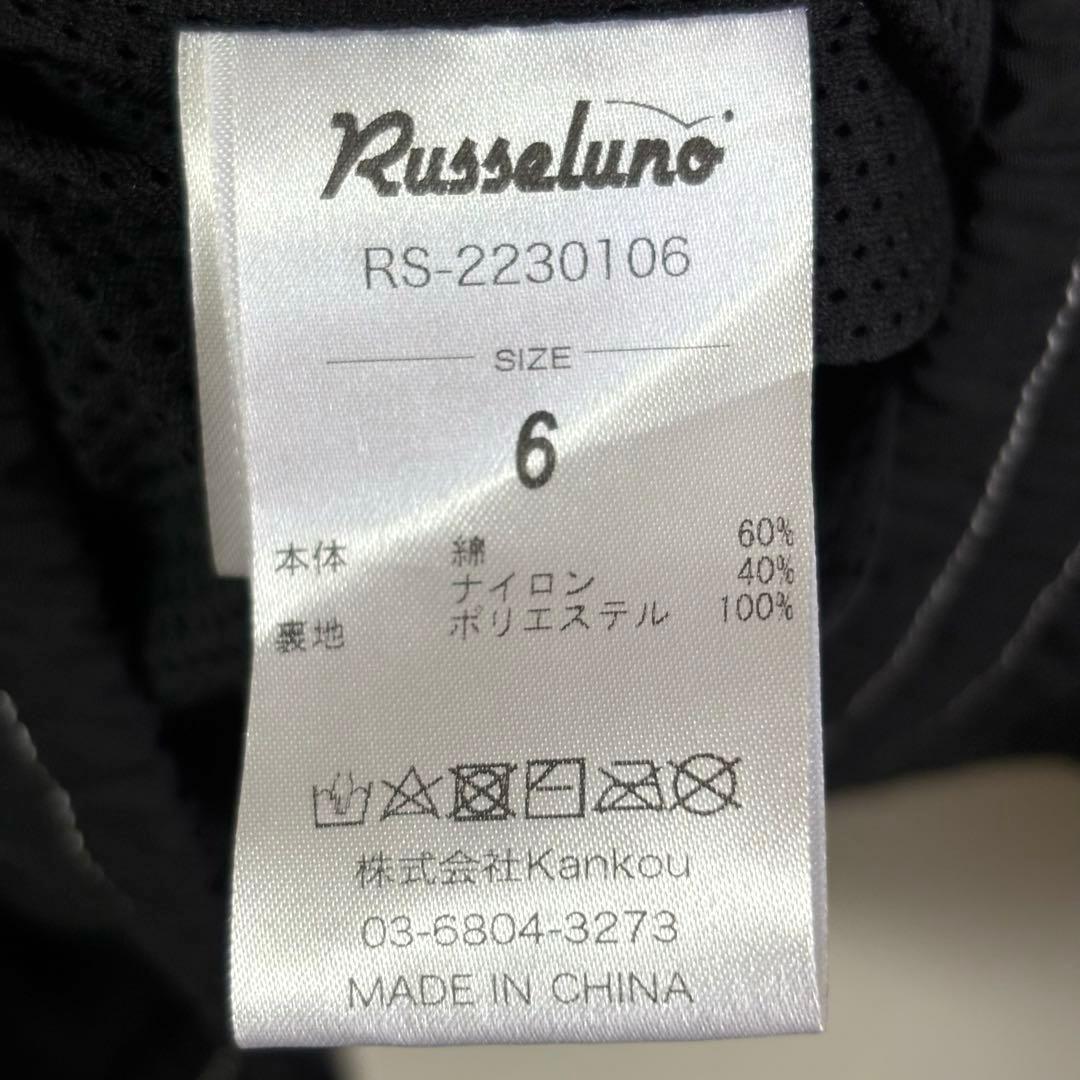 Russeluno
RS-2230106
SIZE
6
本体 綿 60%
ナイロン 40%
裏地 ポリエステル 100%
株式会社Kankou
03-6804-3273
MADE IN CHINA